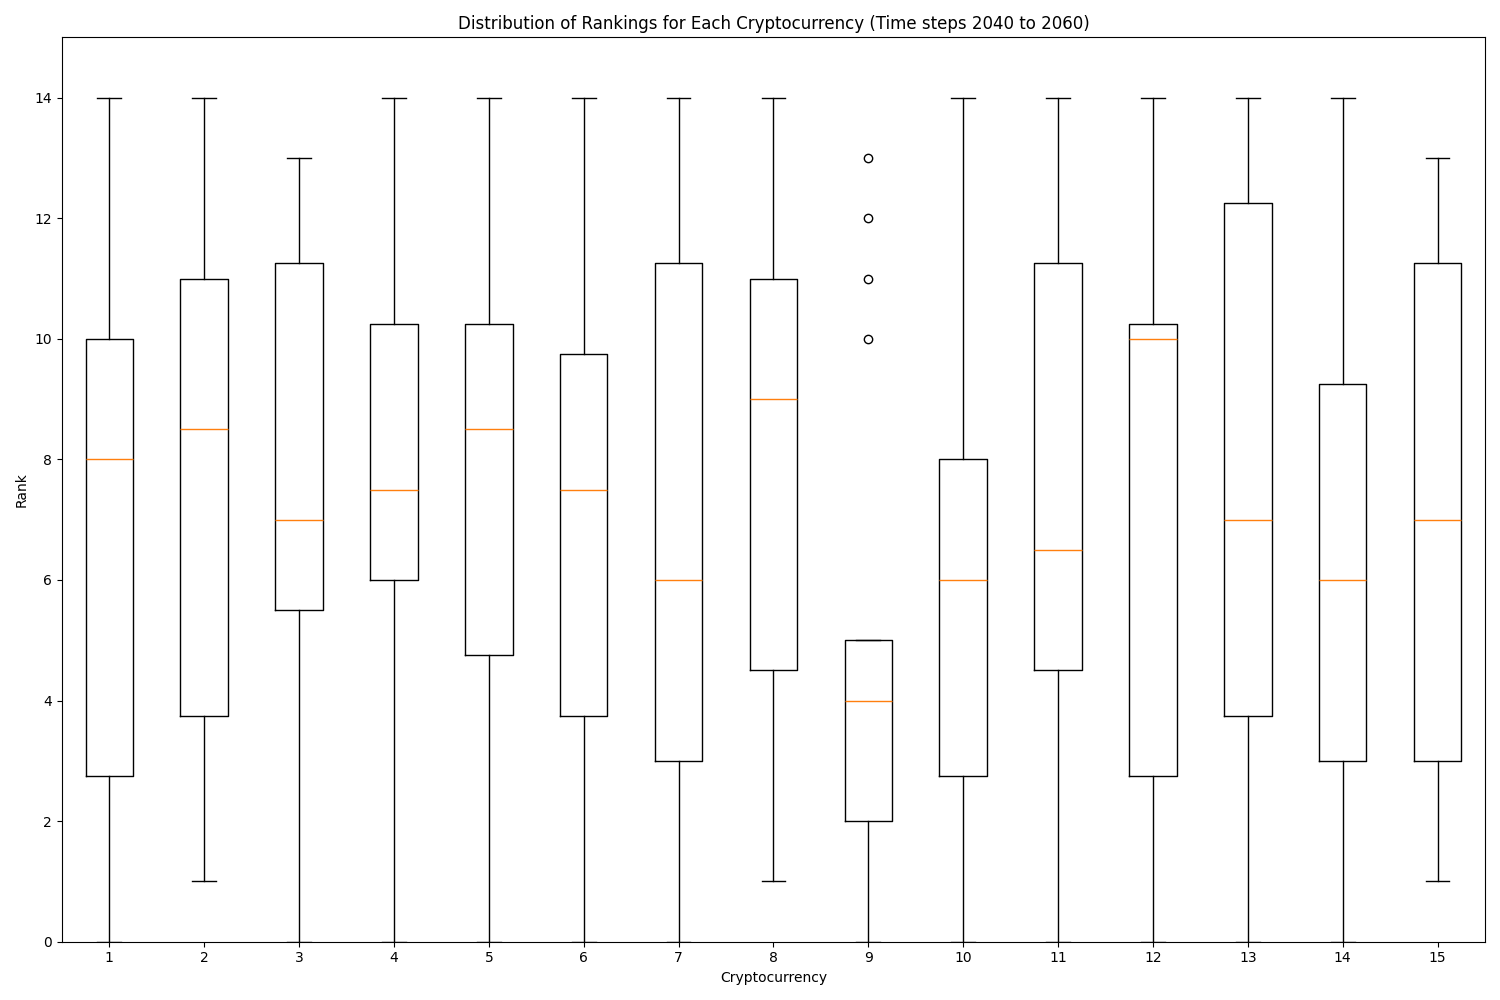 Distribution of Rankings for Each Cryptocurrency (Time steps 2040 to 2060)
Rank
14
12
10
8
6
4
2
0
1 2 3 4 5 6 7 8 9 10 11 12 13 14 15
Cryptocurrency